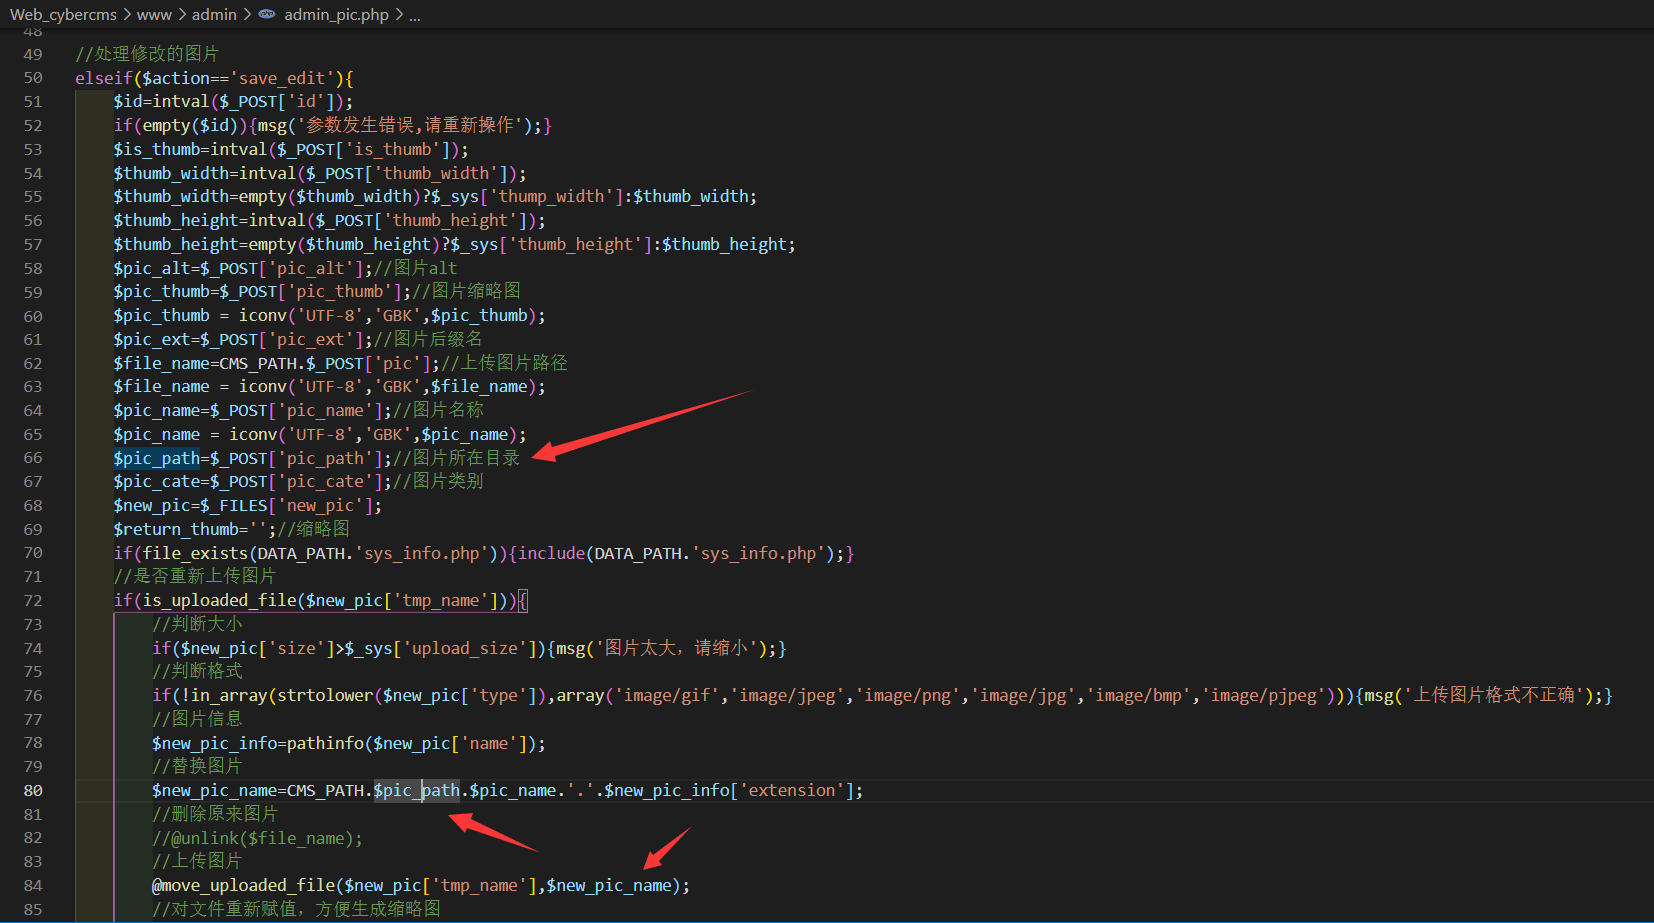 Web_cybercms > www > admin > admin_pic.php > ...
48
49 //处理修改的图片
50 elseif($action=='save_edit'){
51 $id=intval($_POST['id']);
52 if(empty($id)){msg('参数发生错误,请重新操作');}
53 $is_thumb=intval($_POST['is_thumb']);
54 $thumb_width=intval($_POST['thumb_width']);
55 $thumb_width=empty($thumb_width)?$_sys['thump_width']:$thumb_width;
56 $thumb_height=intval($_POST['thumb_height']);
57 $thumb_height=empty($thumb_height)?$_sys['thumb_height']:$thumb_height;
58 $pic_alt=$_POST['pic_alt'];//图片alt
59 $pic_thumb=$_POST['pic_thumb'];//图片缩略图
60 $pic_thumb = iconv('UTF-8','GBK',$pic_thumb);
61 $pic_ext=$_POST['pic_ext'];//图片后缀名
62 $file_name=CMS_PATH.$_POST['pic'];//上传图片路径
63 $file_name = iconv('UTF-8','GBK',$file_name);
64 $pic_name=$_POST['pic_name'];//图片名称
65 $pic_name = iconv('UTF-8','GBK',$pic_name);
66 $pic_path=$_POST['pic_path'];//图片所在目录
67 $pic_cate=$_POST['pic_cate'];//图片类别
68 $new_pic=$_FILES['new_pic'];
69 $return_thumb='';//缩略图
70 if(file_exists(DATA_PATH.'sys_info.php')){include(DATA_PATH.'sys_info.php');}
71 //是否重新上传图片
72 if(is_uploaded_file($new_pic['tmp_name'])){
73 //判断大小
74 if($new_pic['size']>$_sys['upload_size']){msg('图片太大，请缩小');}
75 //判断格式
76 if(!in_array(strtolower($new_pic['type']),array('image/gif','image/jpeg','image/png','image/jpg','image/bmp','image/pjpeg'))){msg('上传图片格式不正确');}
77 //图片信息
78 $new_pic_info=pathinfo($new_pic['name']);
79 //替换图片
80 $new_pic_name=CMS_PATH.$pic_path.$pic_name.'.'.$new_pic_info['extension'];
81 //删除原来图片
82 //@unlink($file_name);
83 //上传图片
84 @move_uploaded_file($new_pic['tmp_name'],$new_pic_name);
85 //对文件重新赋值，方便生成缩略图